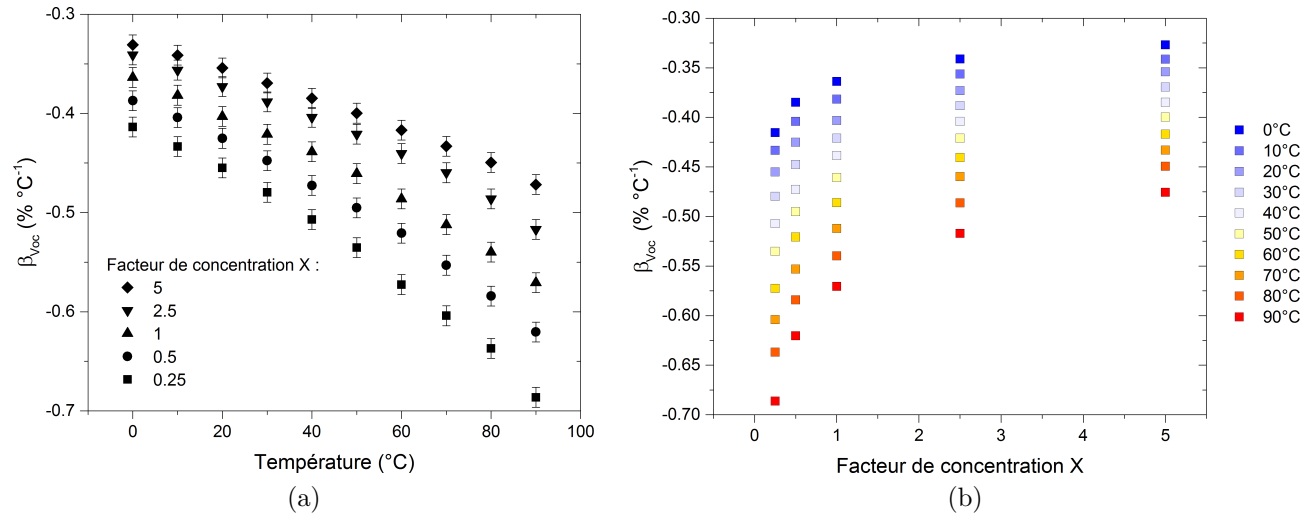 -0.3
-0.4
-0.5
-0.6
-0.7
βVoc (% °C-1)
Facteur de concentration X :
5
2.5
1
0.5
0.25
0 20 40 60 80 100
Température (°C)
(a)
-0.30
-0.35
-0.40
-0.45
-0.50
-0.55
-0.60
-0.65
-0.70
βVoc (% °C-1)
0 1 2 3 4 5
Facteur de concentration X
0°C
10°C
20°C
30°C
40°C
50°C
60°C
70°C
80°C
90°C
(b)